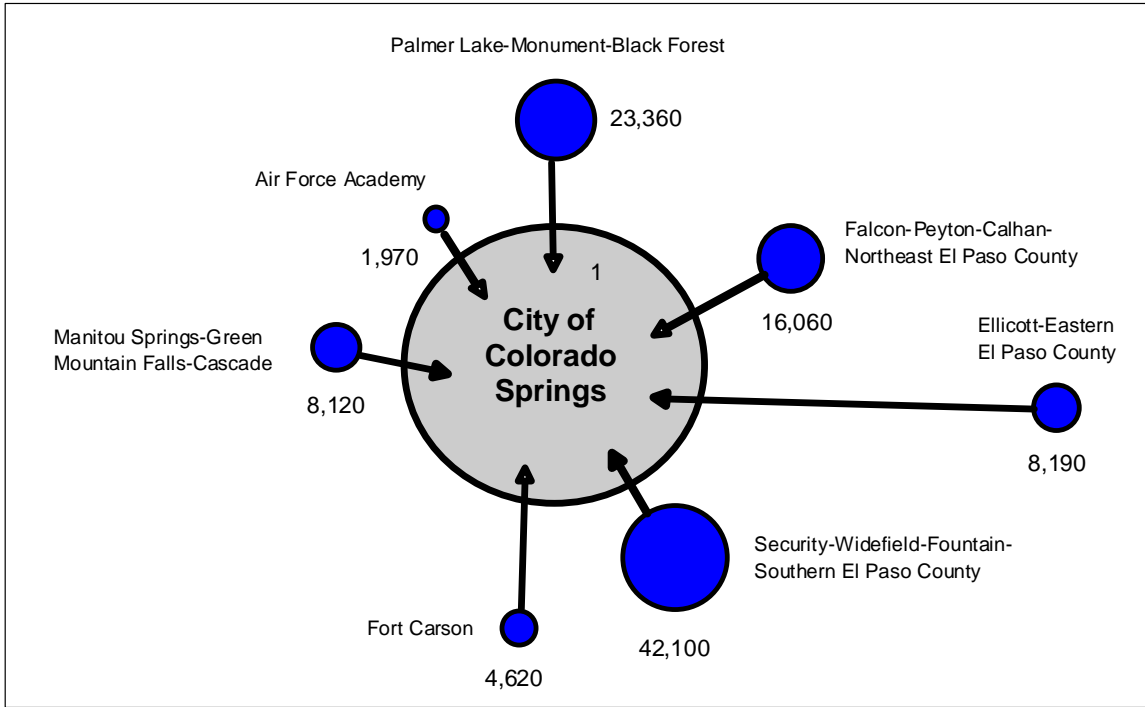 Palmer Lake-Monument-Black Forest
23,360
Air Force Academy
1,970
Falcon-Peyton-Calhan-
Northeast El Paso County
16,060
1
City of
Colorado
Springs
Manitou Springs-Green
Mountain Falls-Cascade
8,120
Ellicott-Eastern
El Paso County
8,190
Security-Widefield-Fountain-
Southern El Paso County
42,100
Fort Carson
4,620